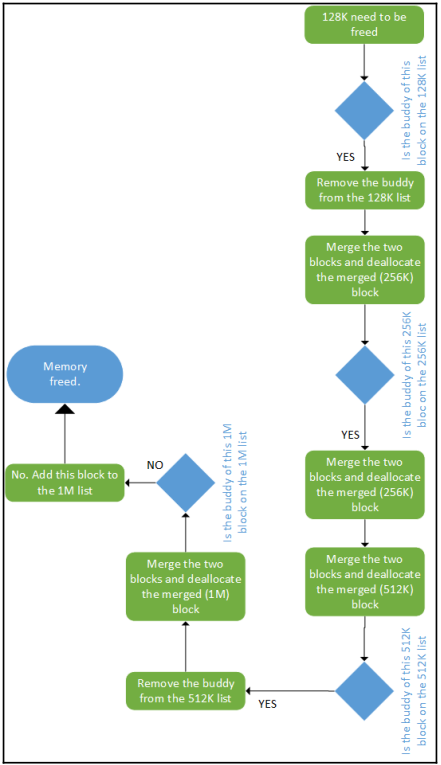 128K need to be
freed
Is the buddy of this
block on the 128K list
YES
Remove the buddy
from the 128K list
Merge the two
blocks and deallocate
the merged (256K)
block
Is the buddy of this 256K
bloc on the 256K list
YES
Merge the two
blocks and deallocate
the merged (256K)
block
Merge the two
blocks and deallocate
the merged (512K)
block
Is the buddy of this 512K
block on the 512K list
YES
Remove the buddy
from the 512K list
Merge the two
blocks and deallocate
the merged (1M)
block
Is the buddy of this 1M
block on the 1M list
NO
No. Add this block to
the 1M list
Memory
freed.